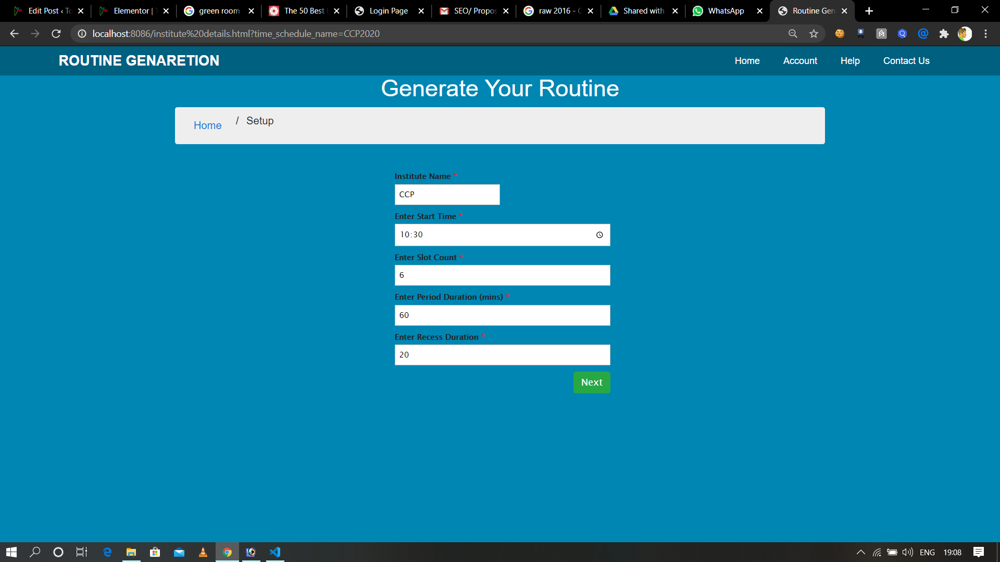 Edit Post ‹ To
Elementor | T
green room
The 50 Best
Login Page
SEO/ Propos
raw 2016 - G
Shared with
WhatsApp
Routine Gen
localhost:8086/institute%20details.html?time_schedule_name=CCP2020
ROUTINE GENARETION
Home
Account
Help
Contact Us
Generate Your Routine
Home / Setup
Institute Name *
CCP
Enter Start Time *
10:30
Enter Slot Count *
6
Enter Period Duration (mins) *
60
Enter Recess Duration *
20
Next
ENG
19:08